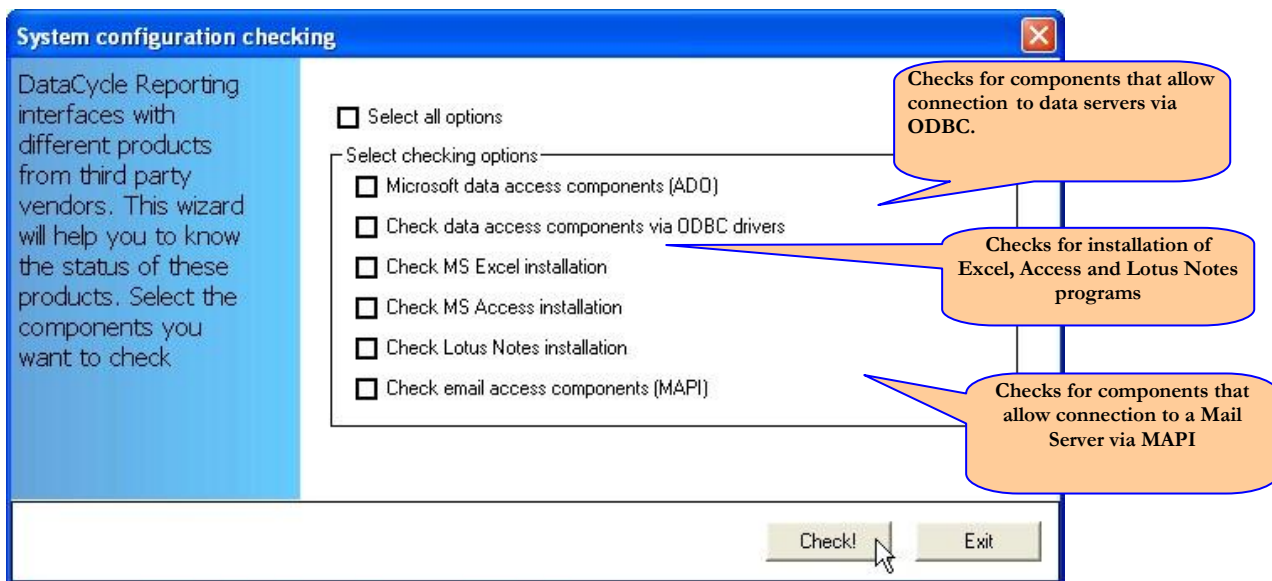 System configuration checking
DataCycle Reporting
interfaces with
different products
from third party
vendors. This wizard
will help you to know
the status of these
products. Select the
components you
want to check
Select all options
Select checking options
Microsoft data access components (ADO)
Check data access components via ODBC drivers
Check MS Excel installation
Check MS Access installation
Check Lotus Notes installation
Check email access components (MAPI)
Checks for components that allow
connection to data servers via
ODBC.
Checks for installation of
Excel, Access and Lotus Notes
programs
Checks for components that
allow connection to a Mail
Server via MAPI
Check!
Exit